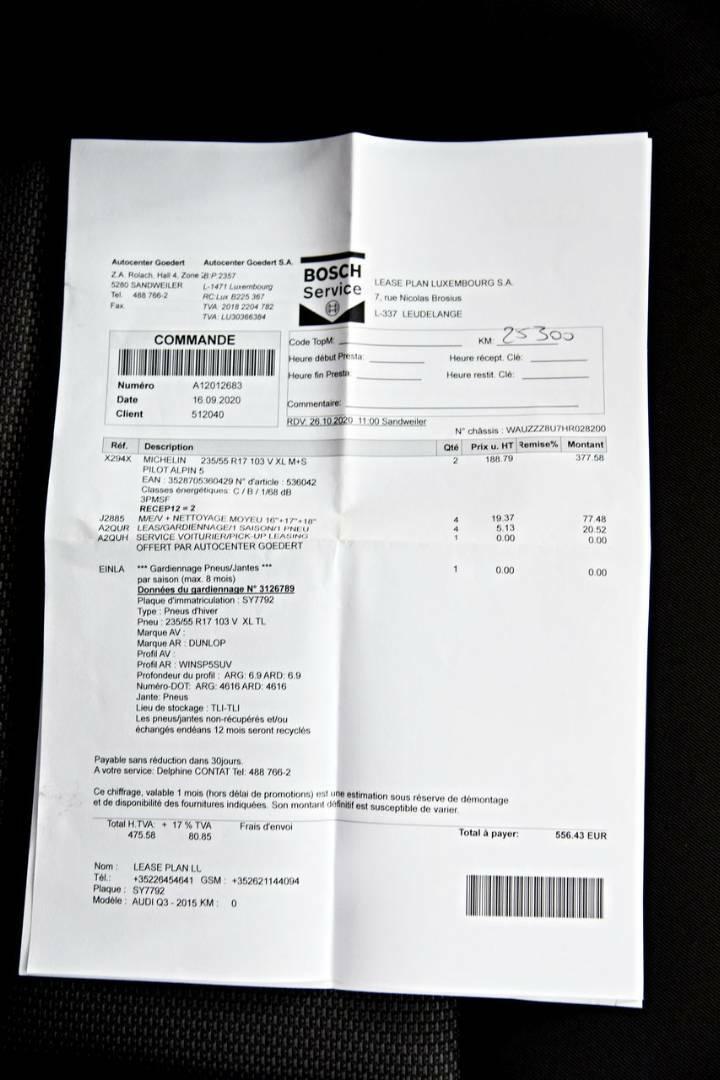 Autocenter Goedert Autocenter Goedert S.A.
Z.A. Rolach, Hall 4, Zone 2 B.P 2357
5280 SANDWEILER L-1471 Luxembourg
Tel. 488 766-2 RC Lux B225 367
Fax. TVA: 2018 2204 782
TVA: LU30366364
BOSCH
Service
LEASE PLAN LUXEMBOURG S.A.
7, rue Nicolas Brosius
L-337 LEUDELANGE
COMMANDE
Numéro A12012683
Date 16.09.2020
Client 512040
Code TopM: KM: 25300
Heure début Presta: Heure récept. Clé:
Heure fin Presta: Heure restit. Clé:
Commentaire:
RDV 26.10.2020 11:00 Sandweiler
N° châssis : WAUZZZ8U7HR028200
Réf. Description Qté Prix u. HT Remise% Montant
X294X MICHELIN 235/55 R17 103 V XL M+S 2 188.79 377.58
PILOT ALPIN 5
EAN : 3528705360429 N° d'article : 536042
Classes énergétiques: C / B / 1/68 dB
3PMSF
RECEP12 = 2
J2885 M/E/V + NETTOYAGE MOYEU 16"+17"+18" 4 19.37 77.48
A2QUR LEAS/GARDIENNAGE/1 SAISON/1 PNEU 4 5.13 20.52
A2QUH SERVICE VOITURIER/PICK-UP LEASING 1 0.00 0.00
OFFERT PAR AUTOCENTER GOEDERT
EINLA *** Gardiennage Pneus/Jantes *** 1 0.00 0.00
par saison (max. 8 mois)
Données du gardiennage N° 3126789
Plaque d'immatriculation : SY7792
Type : Pneus d'hiver
Pneu : 235/55 R17 103 V XL TL
Marque AV :
Marque AR : DUNLOP
Profil AV :
Profil AR : WINSP5SUV
Profondeur du profil : ARG: 6.9 ARD: 6.9
Numéro-DOT: ARG: 4616 ARD: 4616
Jante: Pneus
Lieu de stockage : TLI-TLI
Les pneus/jantes non-récupérés et/ou
échangés endéans 12 mois seront recyclés
Payable sans réduction dans 30jours.
A votre service: Delphine CONTAT Tel: 488 766-2
Ce chiffrage, valable 1 mois (hors délai de promotions) est une estimation sous réserve de démontage
et de disponibilité des fournitures indiquées. Son montant définitif est susceptible de varier.
Total H.TVA: + 17 % TVA Frais d'envoi
475.58 80.85
Total à payer: 556.43 EUR
Nom : LEASE PLAN LL
Tél.: +35226454641 GSM : +352621144094
Plaque : SY7792
Modèle : AUDI Q3 - 2015 KM : 0